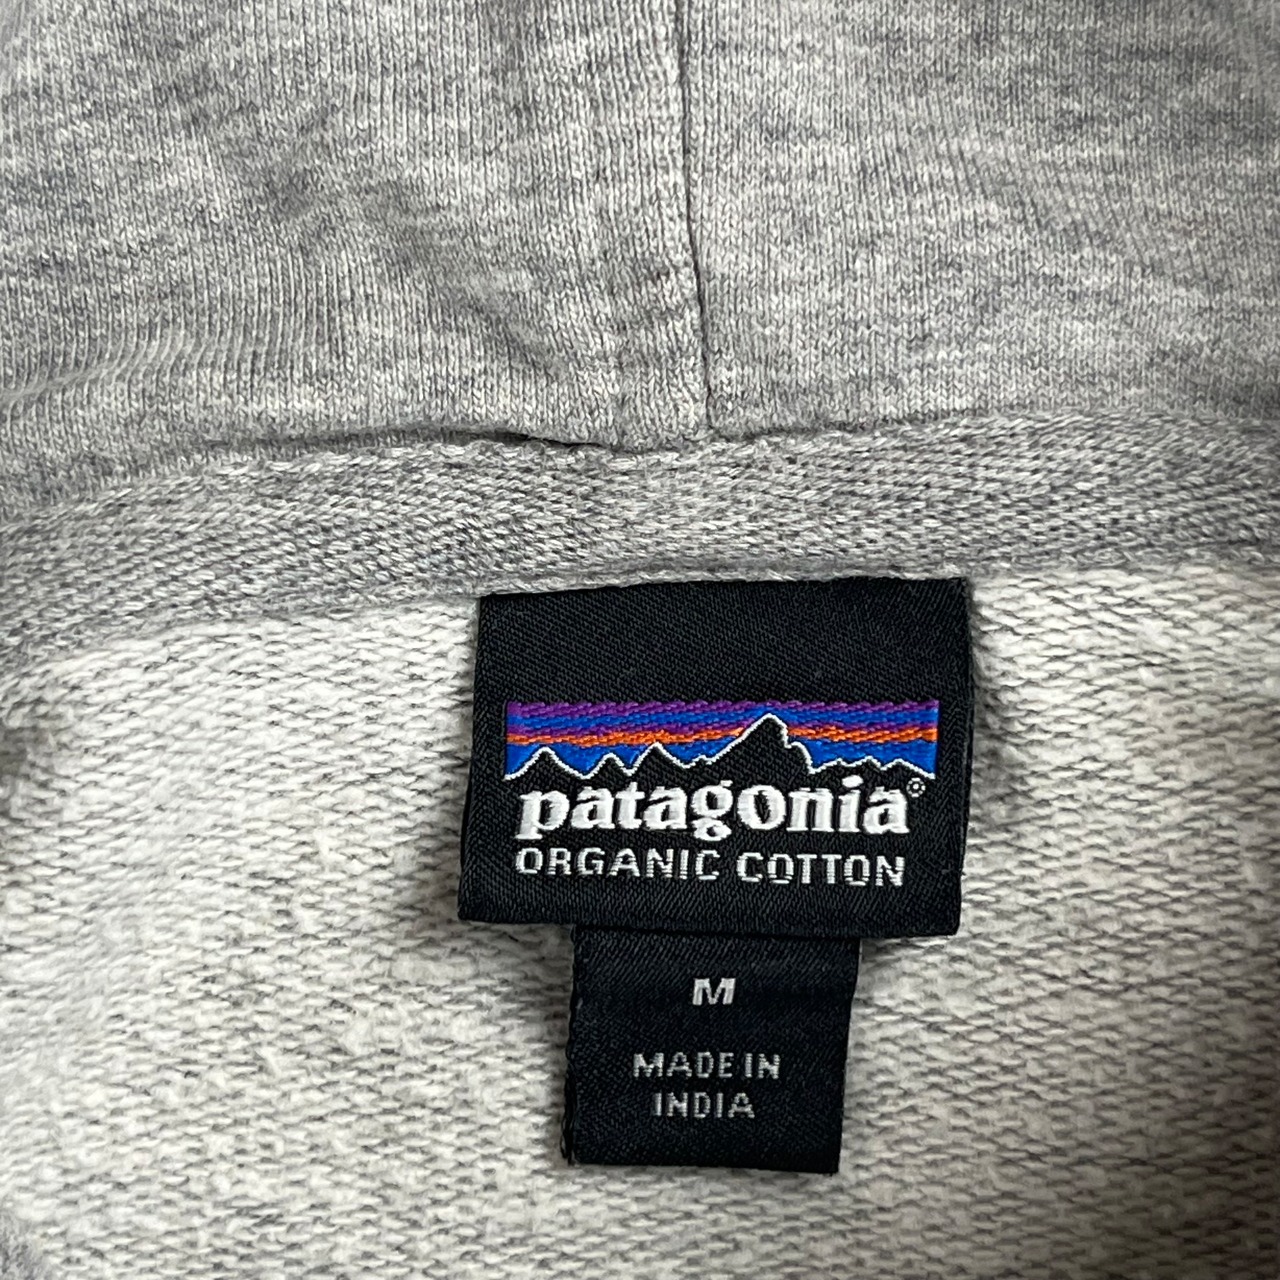 patagonia®
ORGANIC COTTON
M
MADE IN
INDIA